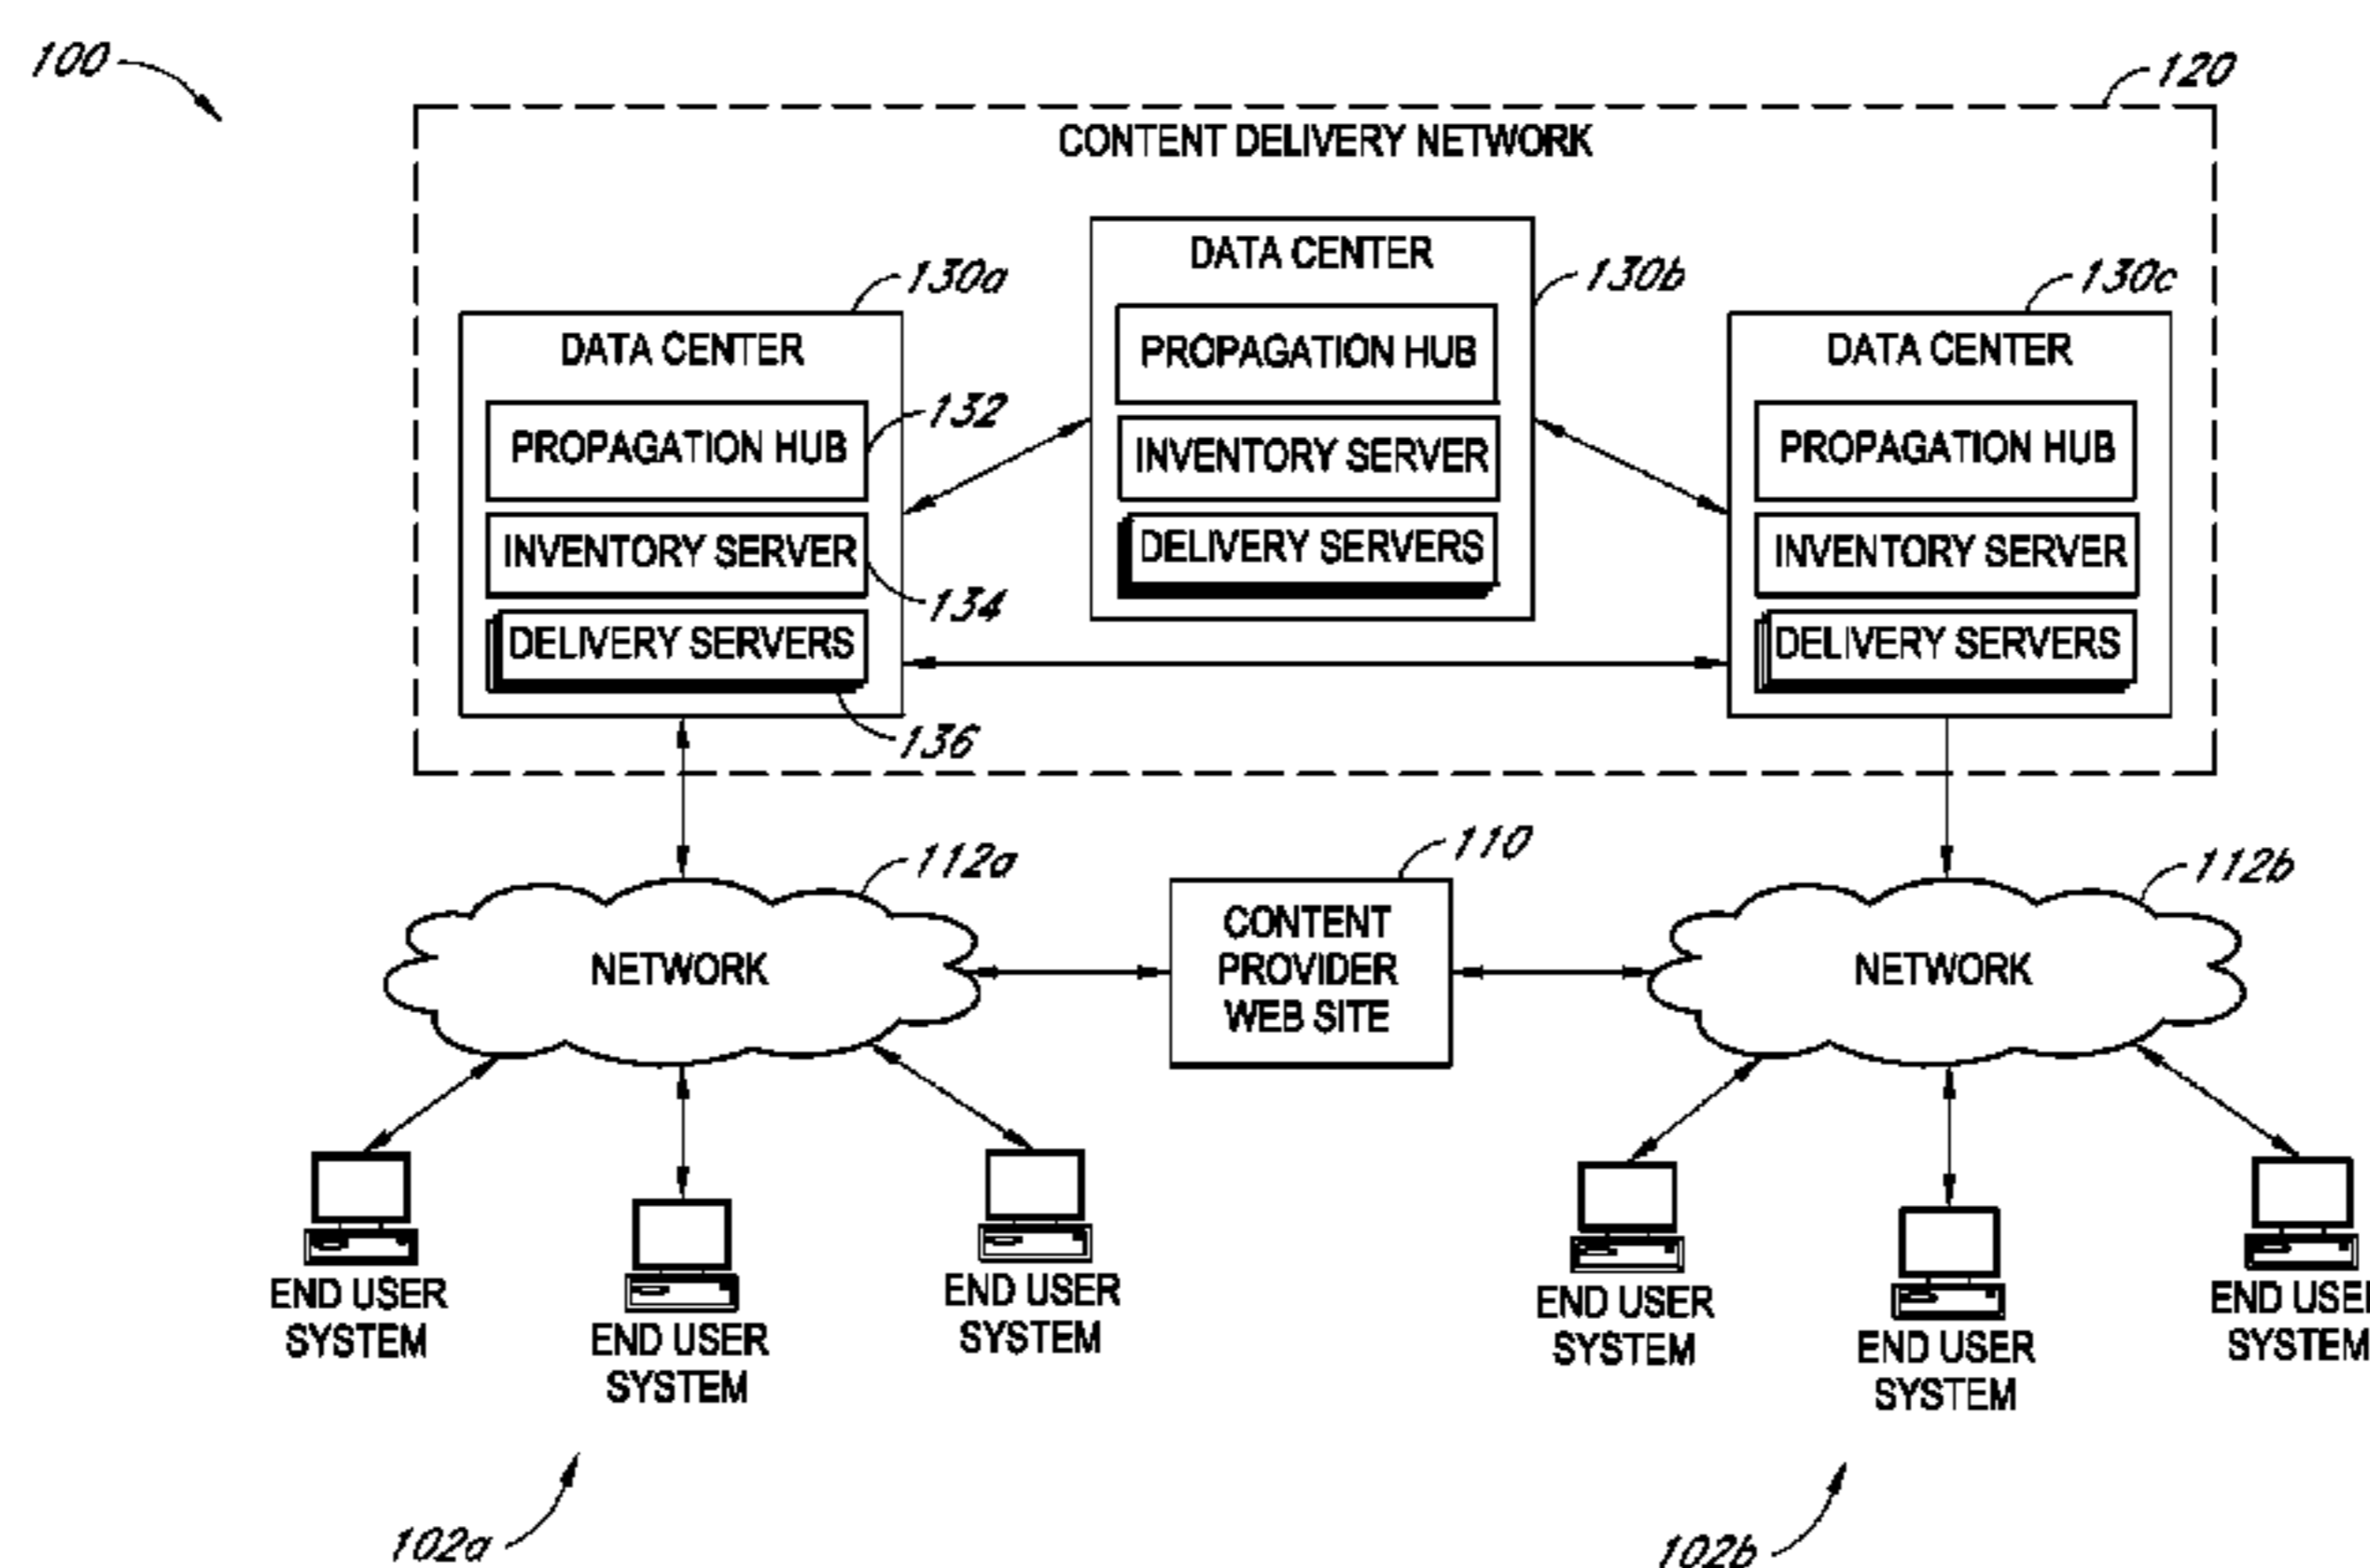 100
120
CONTENT DELIVERY NETWORK
130a
DATA CENTER
PROPAGATION HUB
132
INVENTORY SERVER
134
DELIVERY SERVERS
136
130b
DATA CENTER
PROPAGATION HUB
INVENTORY SERVER
DELIVERY SERVERS
130c
DATA CENTER
PROPAGATION HUB
INVENTORY SERVER
DELIVERY SERVERS
112a
NETWORK
110
CONTENT
PROVIDER
WEB SITE
112b
NETWORK
END USER
SYSTEM
END USER
SYSTEM
END USER
SYSTEM
END USER
SYSTEM
END USER
SYSTEM
END USE
SYSTEM
102a
102b